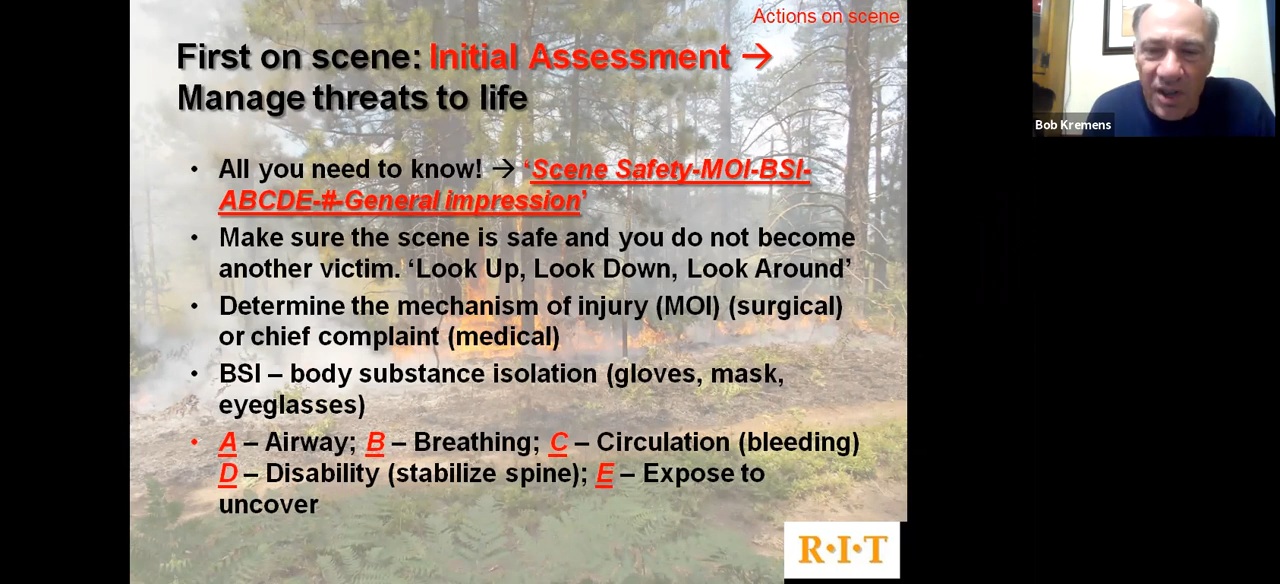 Actions on scene
First on scene: Initial Assessment →
Manage threats to life
• All you need to know! → ‘Scene Safety-MOI-BSI-
ABCDE-#-General impression’
• Make sure the scene is safe and you do not become
another victim. ‘Look Up, Look Down, Look Around’
• Determine the mechanism of injury (MOI) (surgical)
or chief complaint (medical)
• BSI – body substance isolation (gloves, mask,
eyeglasses)
• A – Airway; B – Breathing; C – Circulation (bleeding)
D – Disability (stabilize spine); E – Expose to
uncover
R·I·T
Bob Kremens